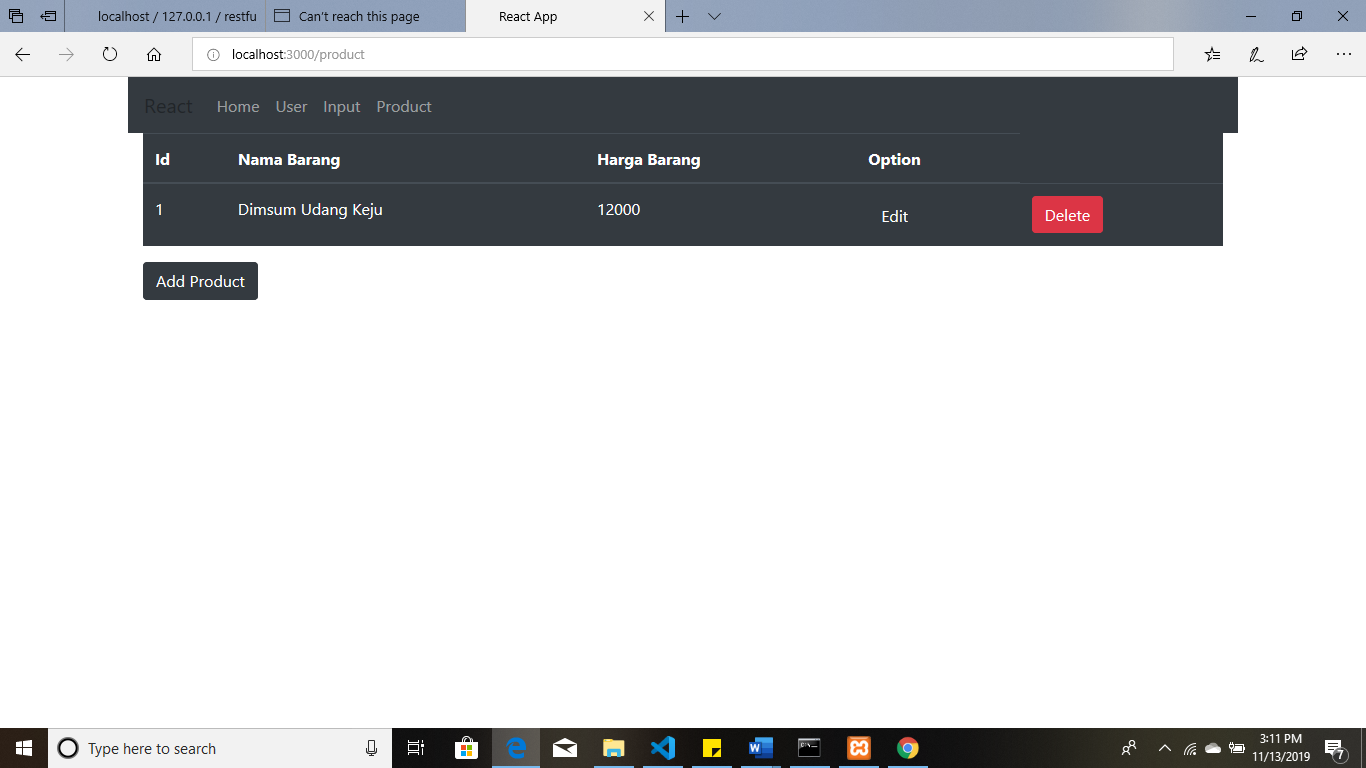 localhost / 127.0.0.1 / restfu
Can't reach this page
React App
localhost:3000/product
React Home User Input Product
Id Nama Barang Harga Barang Option
1 Dimsum Udang Keju 12000 Edit Delete
Add Product
Type here to search
3:11 PM
11/13/2019
7